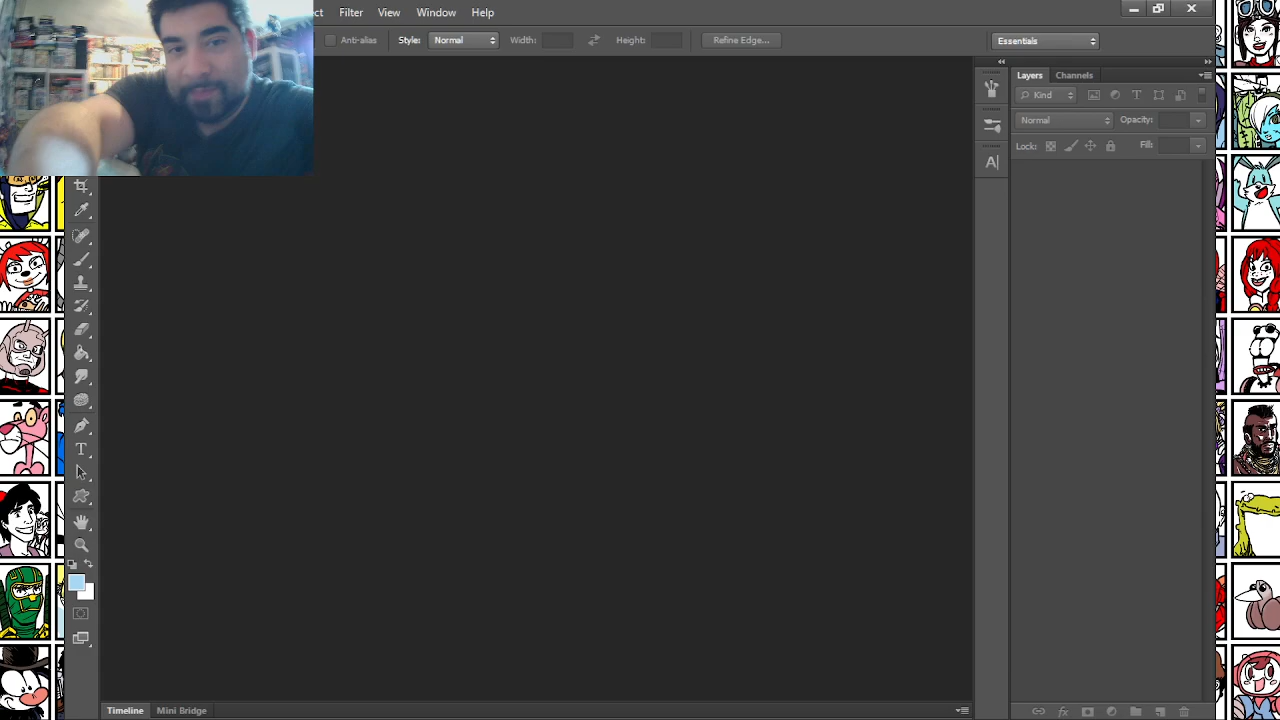 ct Filter View Window Help
Anti-alias Style: Normal Width: Height: Refine Edge... Essentials
Layers Channels
Kind
Normal Opacity:
Lock: Fill:
Timeline Mini Bridge